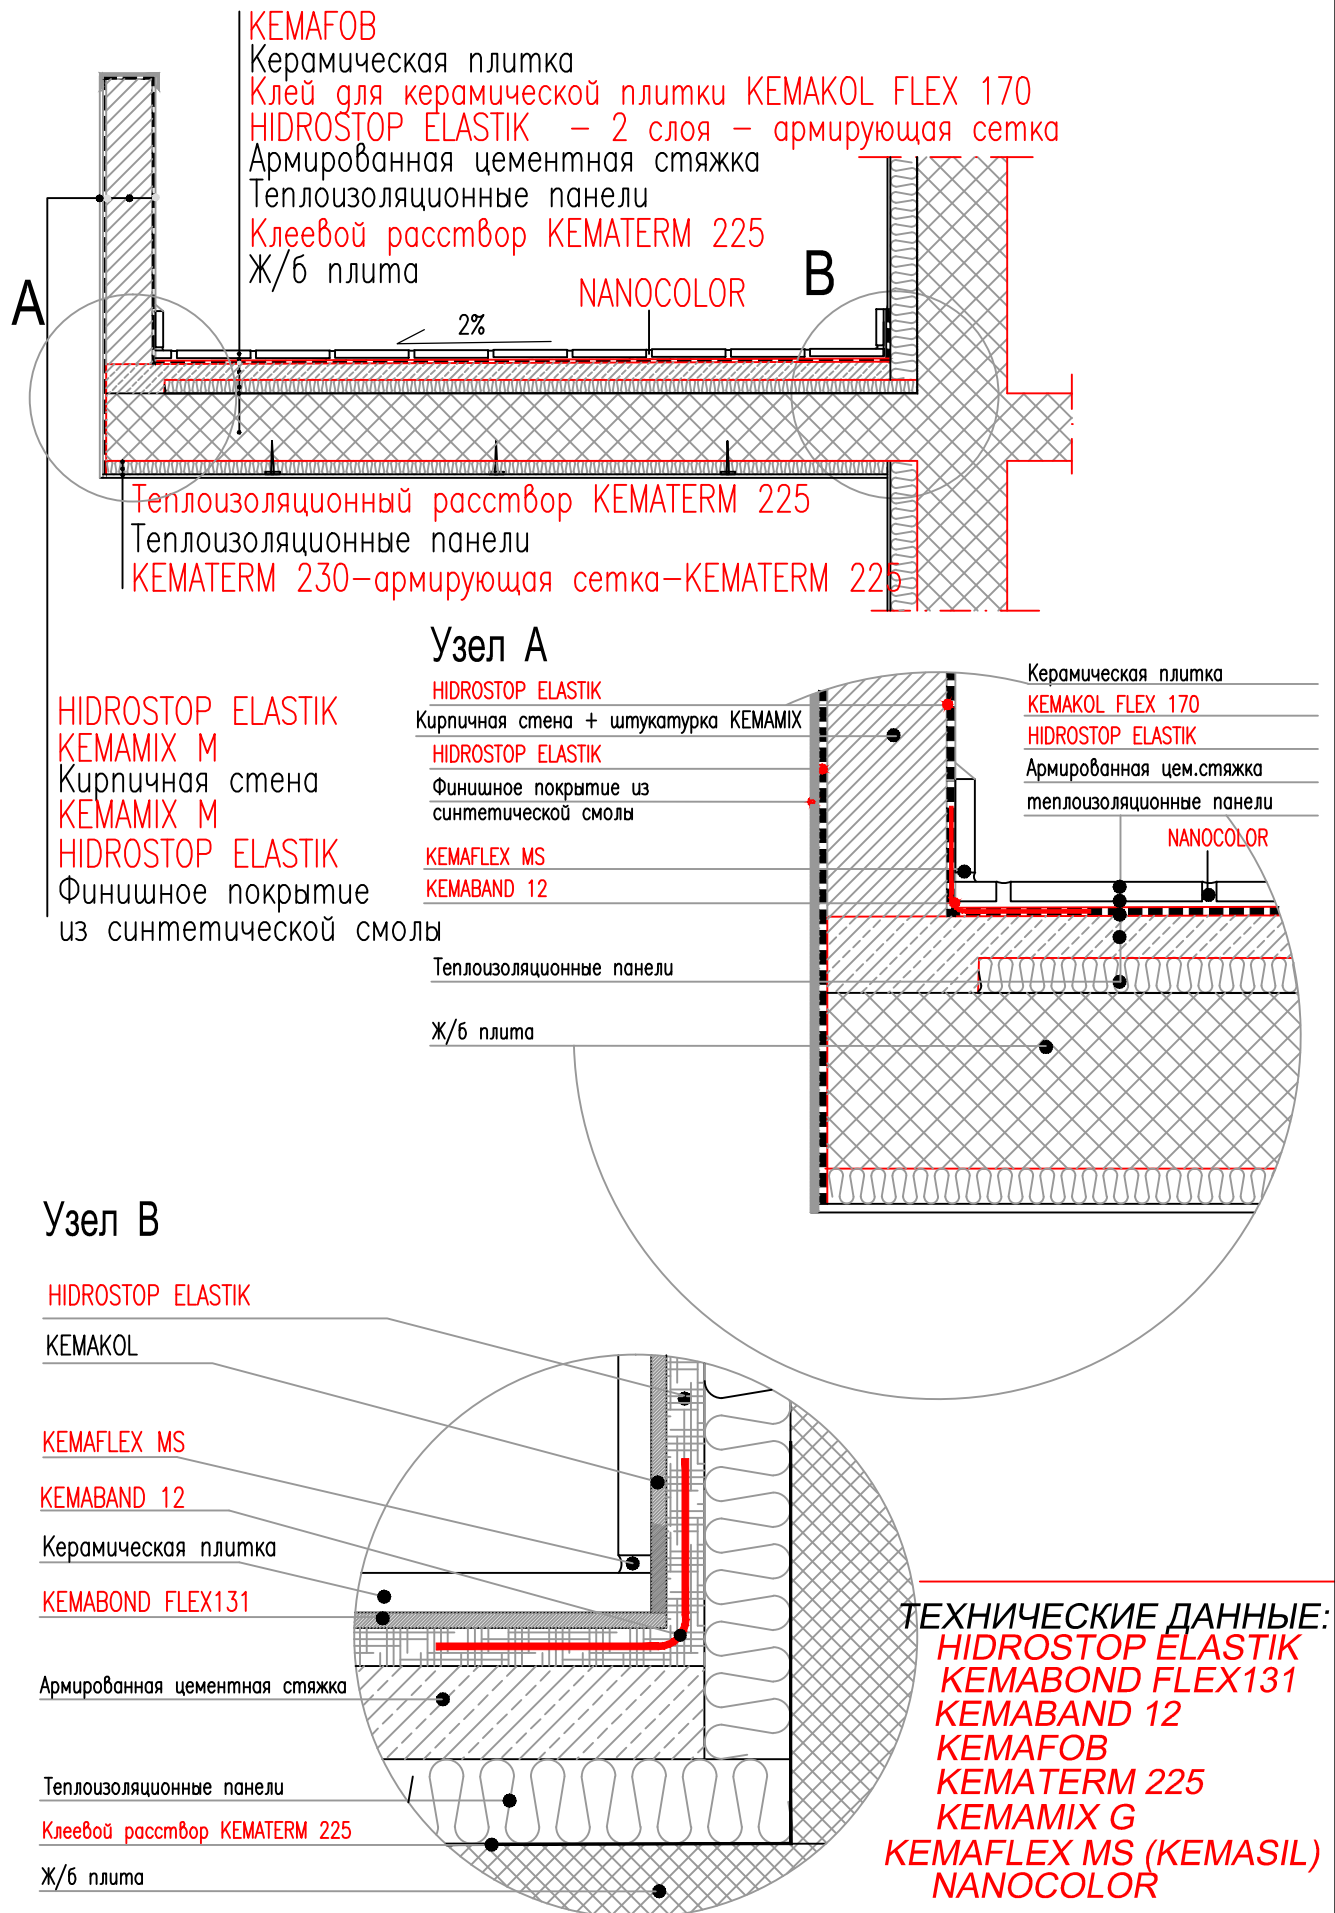 KEMAFOB
Керамическая плитка
Клей для керамической плитки KEMAKOL FLEX 170
HIDROSTOP ELASTIK – 2 слоя – армирующая сетка
Армированная цементная стяжка
Теплоизоляционные панели
Клеевой расствор KEMATERM 225
Ж/б плита
NANOCOLOR
A
B
2%
Теплоизоляционный расствор KEMATERM 225
Теплоизоляционные панели
KEMATERM 230–армирующая сетка–KEMATERM 225
HIDROSTOP ELASTIK
KEMAMIX M
Кирпичная стена
KEMAMIX M
HIDROSTOP ELASTIK
Финишное покрытие
из синтетической смолы
Узел A
HIDROSTOP ELASTIK
Кирпичная стена + штукатурка KEMAMIX
HIDROSTOP ELASTIK
Финишное покрытие из
синтетической смолы
KEMAFLEX MS
KEMABAND 12
Теплоизоляционные панели
Ж/б плита
Керамическая плитка
KEMAKOL FLEX 170
HIDROSTOP ELASTIK
Армированная цем.стяжка
теплоизоляционные панели
NANOCOLOR
Узел B
HIDROSTOP ELASTIK
KEMAKOL
KEMAFLEX MS
KEMABAND 12
Керамическая плитка
KEMABOND FLEX131
Армированная цементная стяжка
Теплоизоляционные панели
Клеевой расствор KEMATERM 225
Ж/б плита
ТЕХНИЧЕСКИЕ ДАННЫЕ:
HIDROSTOP ELASTIK
KEMABOND FLEX131
KEMABAND 12
KEMAFOB
KEMATERM 225
KEMAMIX G
KEMAFLEX MS (KEMASIL)
NANOCOLOR